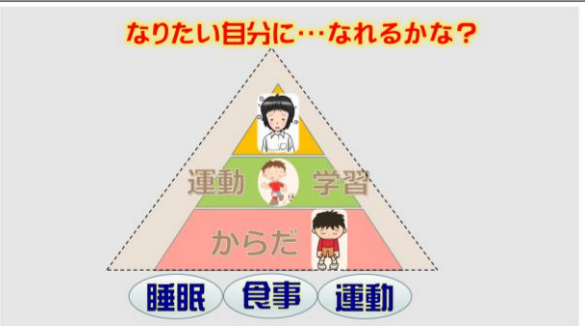 なりたい自分に…なれるかな？
運動 学習
からだ
睡眠 食事 運動